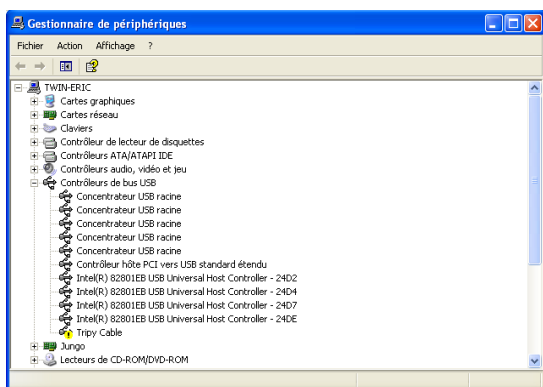 Gestionnaire de périphériques
Fichier Action Affichage ?
TWIN-ERIC
Cartes graphiques
Cartes réseau
Claviers
Contrôleur de lecteur de disquettes
Contrôleurs ATA/ATAPI IDE
Contrôleurs audio, vidéo et jeu
Contrôleurs de bus USB
Concentrateur USB racine
Concentrateur USB racine
Concentrateur USB racine
Concentrateur USB racine
Concentrateur USB racine
Contrôleur hôte PCI vers USB standard étendu
Intel(R) 82801EB USB Universal Host Controller - 24D2
Intel(R) 82801EB USB Universal Host Controller - 24D4
Intel(R) 82801EB USB Universal Host Controller - 24D7
Intel(R) 82801EB USB Universal Host Controller - 24DE
Tripy Cable
Jungo
Lecteurs de CD-ROM/DVD-ROM